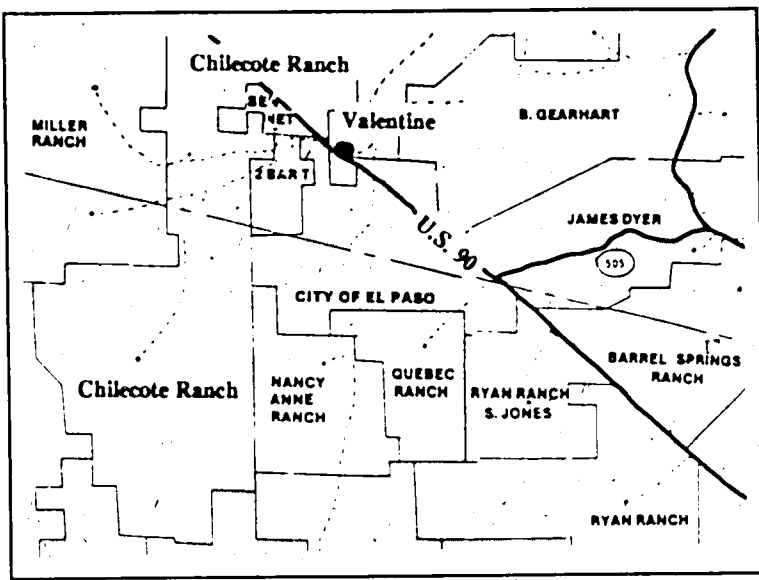 Chilecote Ranch
MILLER
RANCH
Valentine
B. GEARHART
2 BAR T
JAMES DYER
U.S. 90
505
CITY OF EL PASO
BARREL SPRINGS
RANCH
Chilecote Ranch
NANCY
ANNE
RANCH
QUEBEC
RANCH
RYAN RANCH
S. JONES
RYAN RANCH